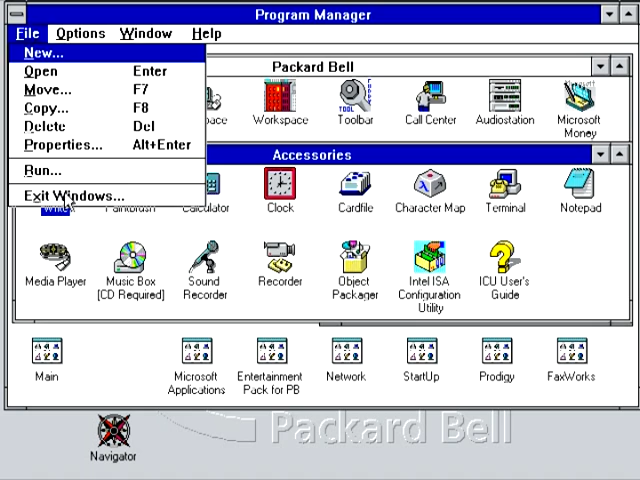 Program Manager
File Options Window Help
New...
Open Enter
Move... F7
Copy... F8
Delete Del
Properties... Alt+Enter
Run...
Exit Windows...
Packard Bell
Workspace
Toolbar
Call Center
Audiostation
Microsoft
Money
Accessories
Write
Paintbrush
Calculator
Clock
Cardfile
Character Map
Terminal
Notepad
Media Player
Music Box
[CD Required]
Sound
Recorder
Recorder
Object
Packager
Intel ISA
Configuration
Utility
ICU User's
Guide
Main
Microsoft
Applications
Entertainment
Pack for PB
Network
StartUp
Prodigy
FaxWorks
Packard Bell
Navigator